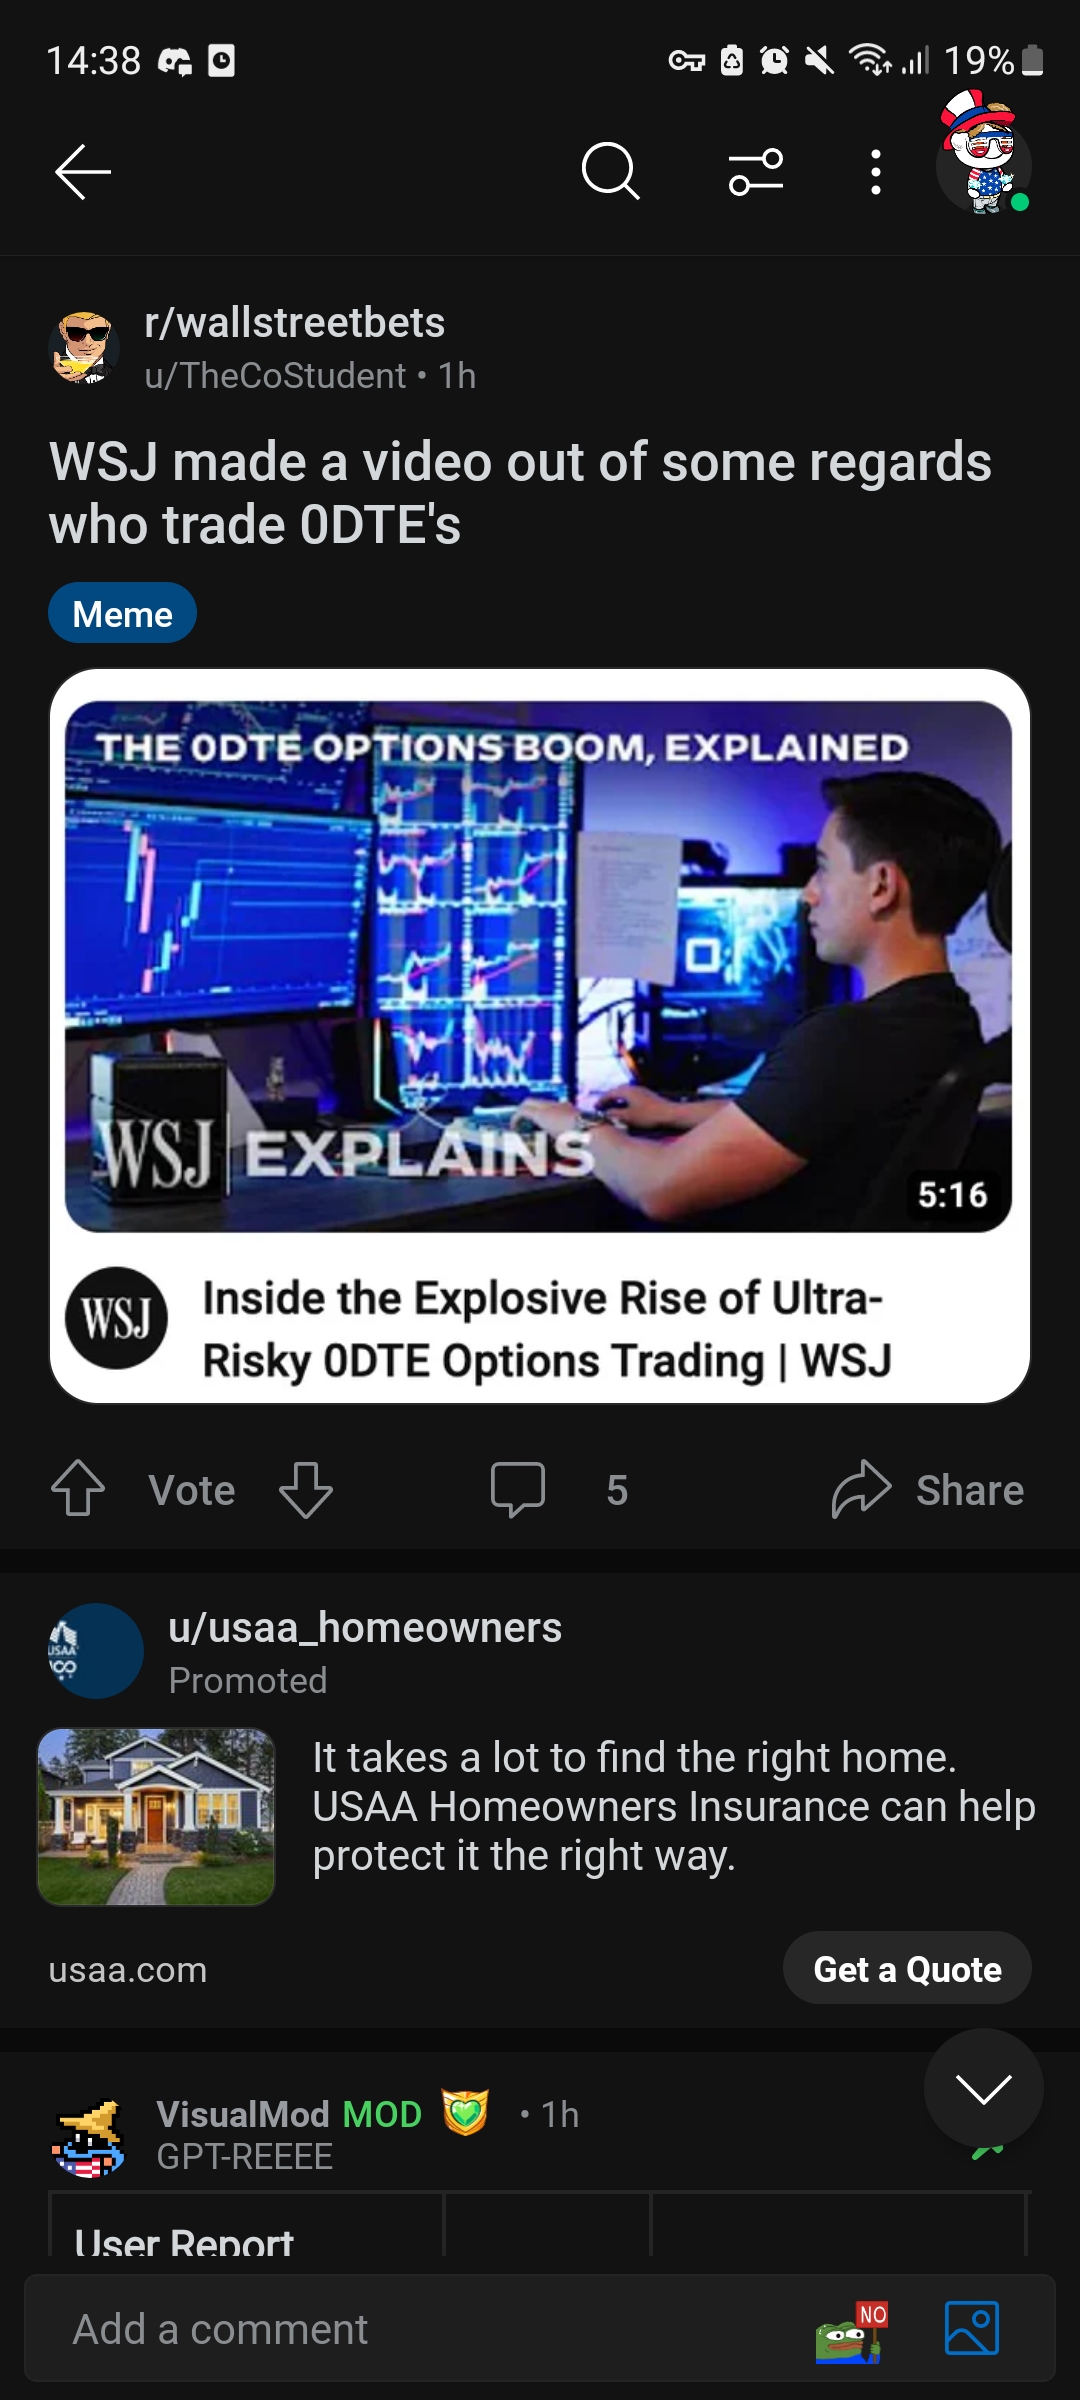 14:38
19%
r/wallstreetbets
u/TheCoStudent • 1h
WSJ made a video out of some regards
who trade 0DTE's
Meme
THE 0DTE OPTIONS BOOM, EXPLAINED
WSJ | EXPLAINS
5:16
WSJ
Inside the Explosive Rise of Ultra-
Risky 0DTE Options Trading | WSJ
Vote
5
Share
u/usaa_homeowners
USAA
Promoted
It takes a lot to find the right home.
USAA Homeowners Insurance can help
protect it the right way.
usaa.com
Get a Quote
VisualMod MOD • 1h
GPT-REEEE
User Report
Add a comment
NO